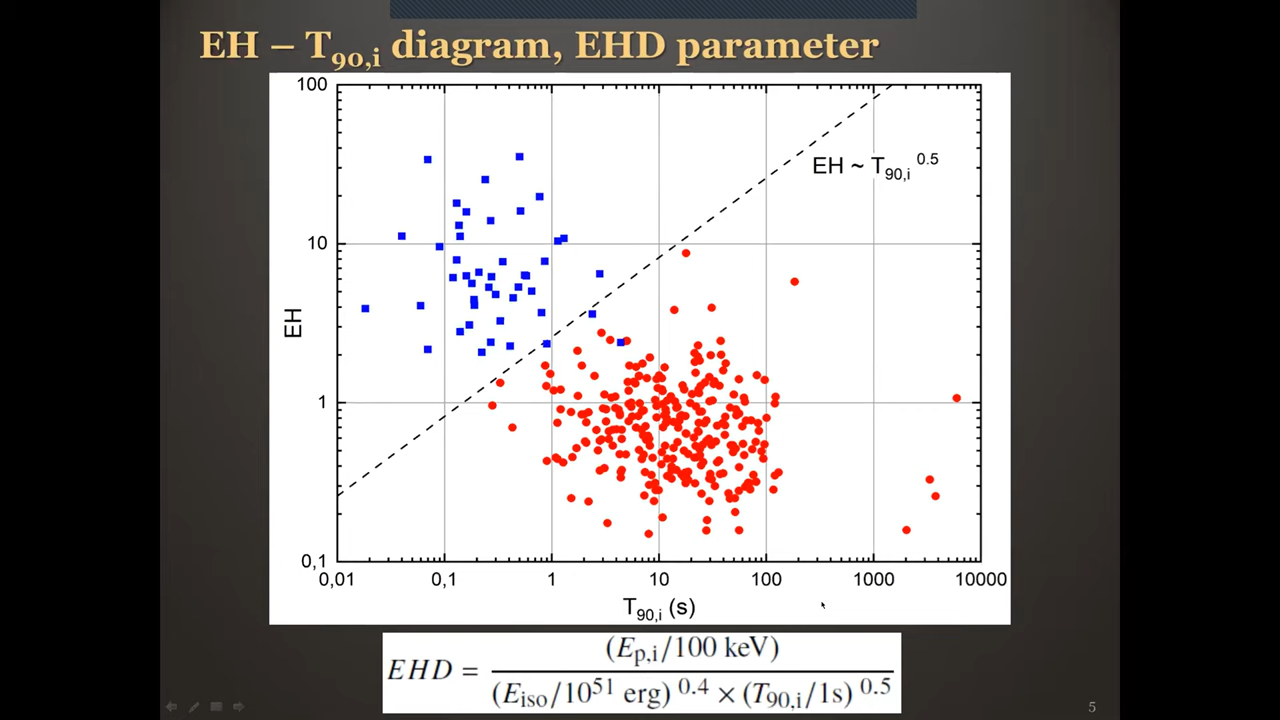 EH – T90,i diagram, EHD parameter
100
10
1
0,1
EH
EH ~ T90,i 0.5
0,01 0,1 1 10 100 1000 10000
T90,i (s)
EHD = (Ep,i/100 keV) / (Eiso/10^51 erg)^0.4 × (T90,i/1s)^0.5
5